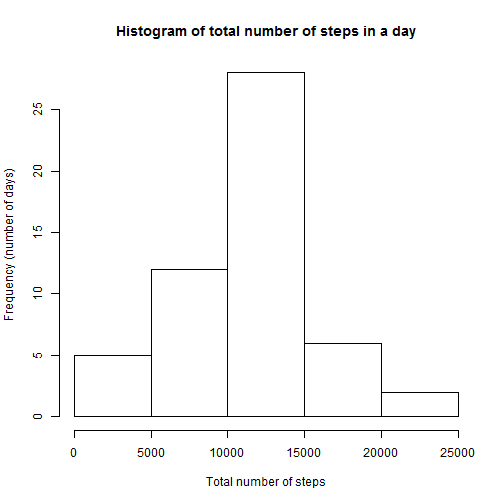 Histogram of total number of steps in a day
Frequency (number of days)
25
20
15
10
5
0
0 5000 10000 15000 20000 25000
Total number of steps